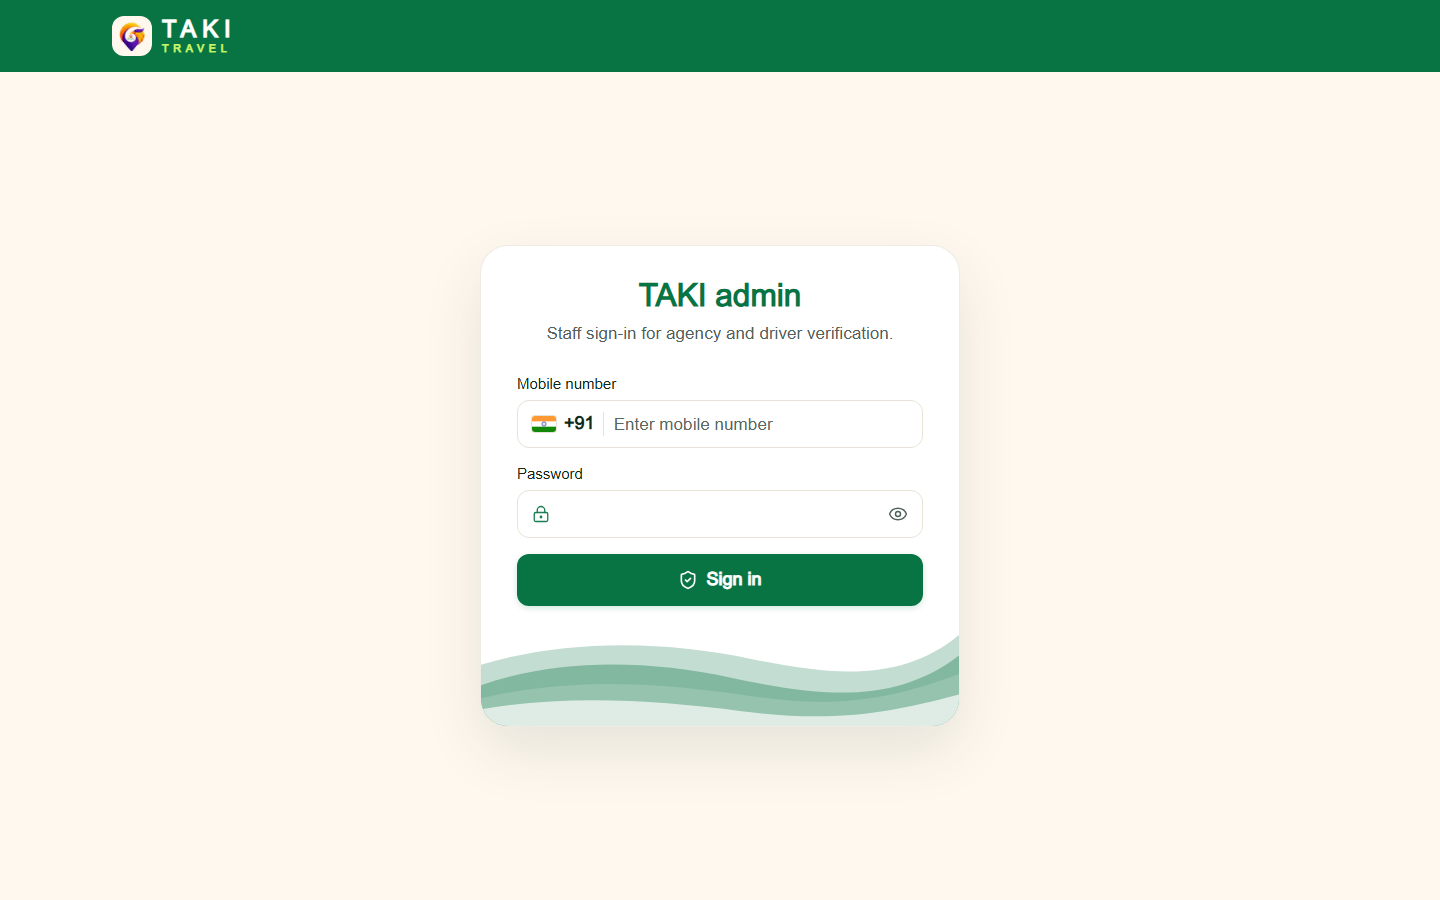 TAKI
TRAVEL
TAKI admin
Staff sign-in for agency and driver verification.
Mobile number
+91 Enter mobile number
Password
Sign in